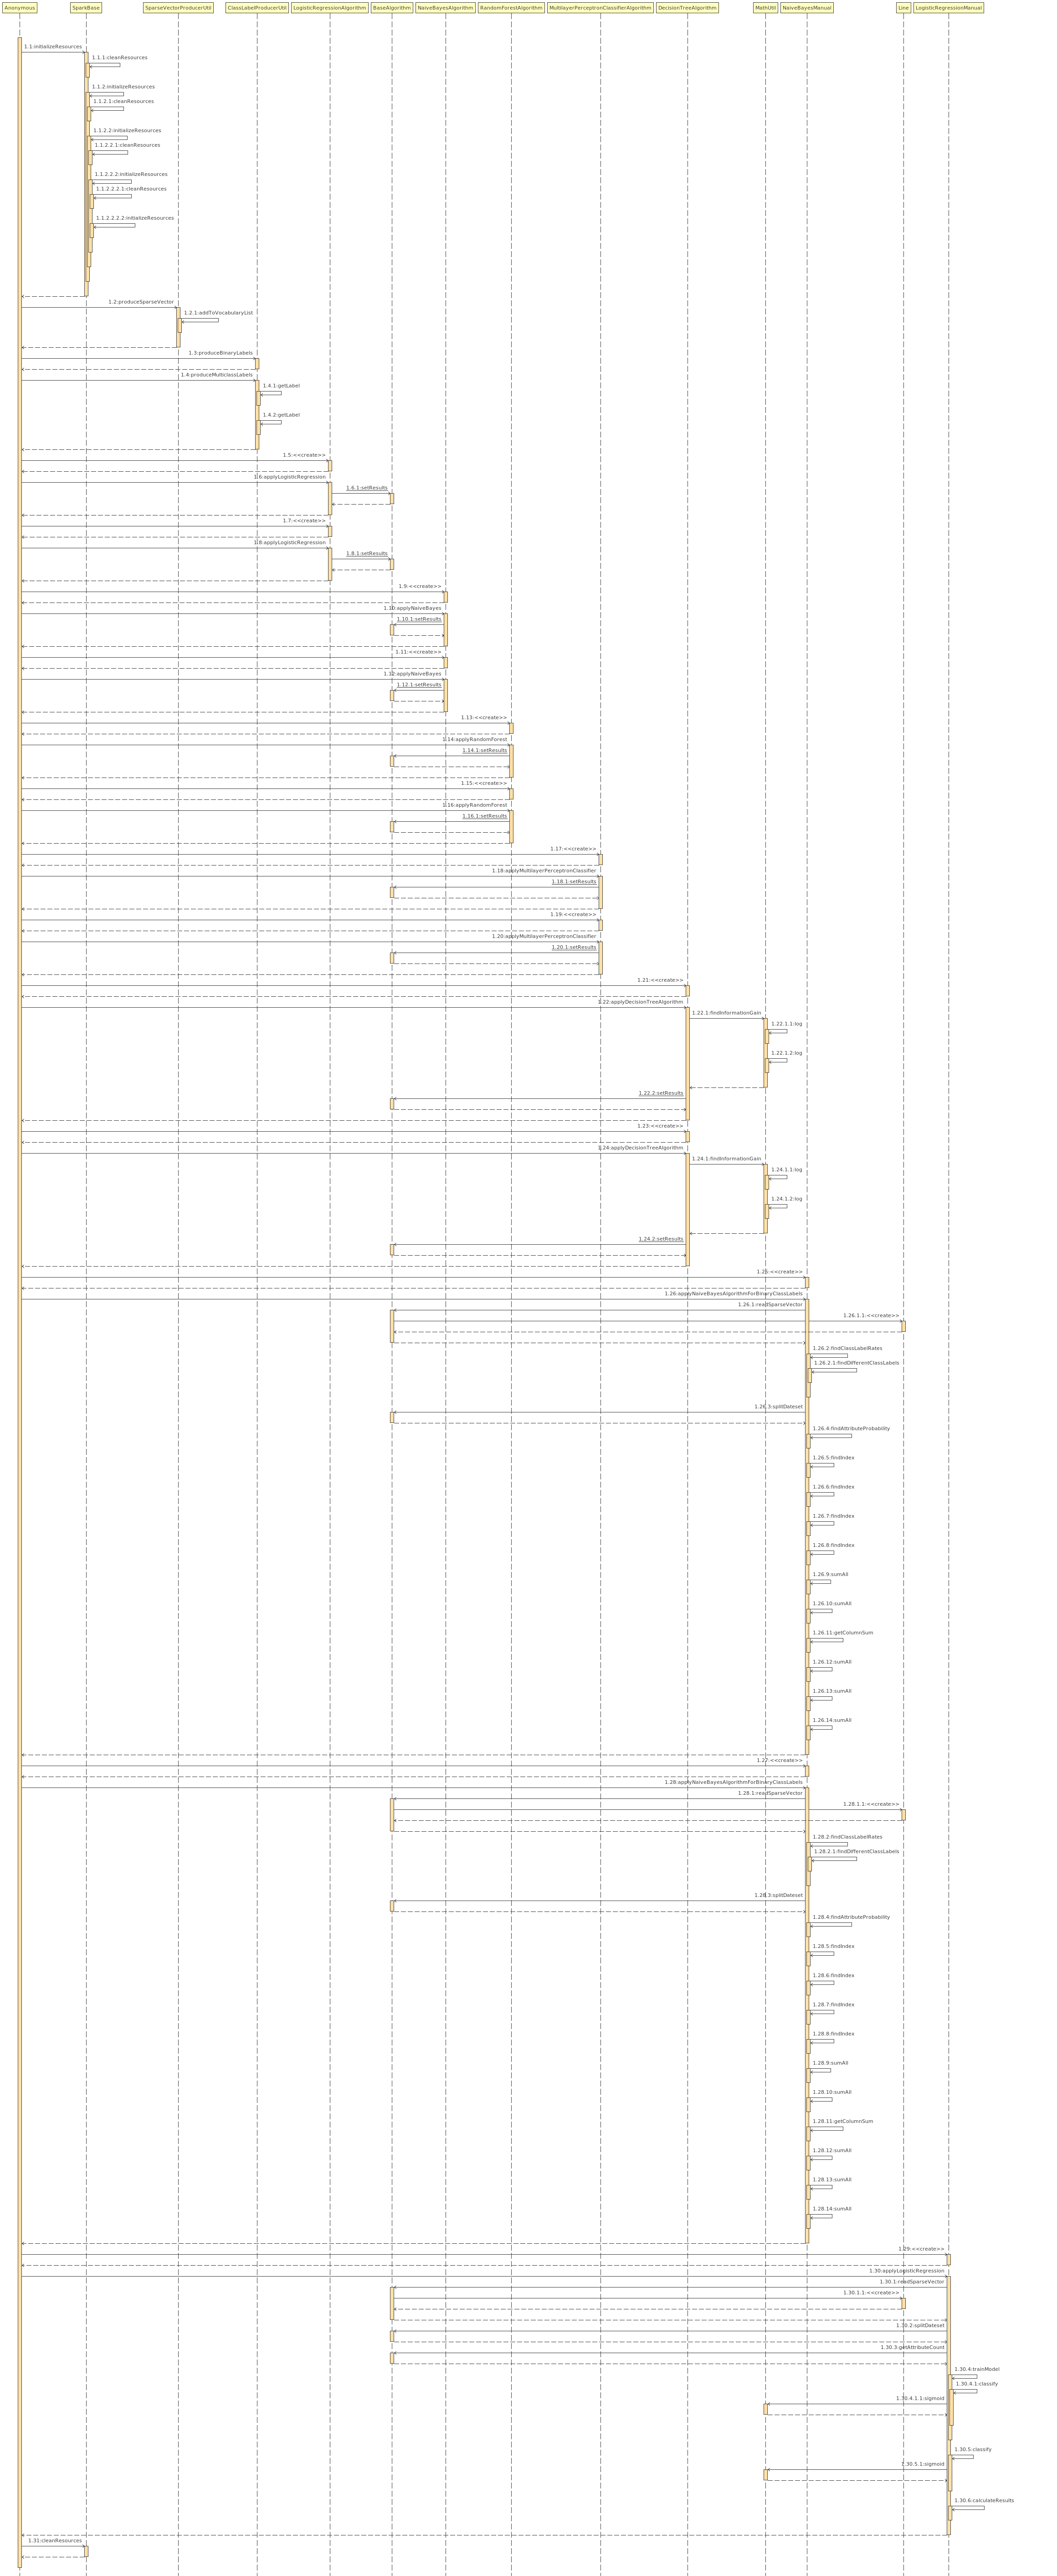 Anonymous
SparkBase
SparseVectorProducerUtil
ClassLabelProducerUtil
LogisticRegressionAlgorithm
BaseAlgorithm
NaiveBayesAlgorithm
RandomForestAlgorithm
MultilayerPerceptronClassifierAlgorithm
DecisionTreeAlgorithm
MathUtil
NaiveBayesManual
Line
LogisticRegressionManual
1.1:initializeResources
1.1.1:cleanResources
1.1.2:initializeResources
1.1.2.1:cleanResources
1.1.2.2:initializeResources
1.1.2.2.1:cleanResources
1.1.2.2.2:initializeResources
1.1.2.2.2.1:cleanResources
1.1.2.2.2.2:initializeResources
1.2:produceSparseVector
1.2.1:addToVocabularyList
1.3:produceBinaryLabels
1.4:produceMulticlassLabels
1.4.1:getLabel
1.4.2:getLabel
1.5:<<create>>
1.6:applyLogisticRegression
1.6.1:setResults
1.7:<<create>>
1.8:applyLogisticRegression
1.8.1:setResults
1.9:<<create>>
1.10:applyNaiveBayes
1.10.1:setResults
1.11:<<create>>
1.12:applyNaiveBayes
1.12.1:setResults
1.13:<<create>>
1.14:applyRandomForest
1.14.1:setResults
1.15:<<create>>
1.16:applyRandomForest
1.16.1:setResults
1.17:<<create>>
1.18:applyMultilayerPerceptronClassifier
1.18.1:setResults
1.19:<<create>>
1.20:applyMultilayerPerceptronClassifier
1.20.1:setResults
1.21:<<create>>
1.22:applyDecisionTreeAlgorithm
1.22.1:findInformationGain
1.22.1.1:log
1.22.1.2:log
1.22.2:setResults
1.23:<<create>>
1.24:applyDecisionTreeAlgorithm
1.24.1:findInformationGain
1.24.1.1:log
1.24.1.2:log
1.24.2:setResults
1.25:<<create>>
1.26:applyNaiveBayesAlgorithmForBinaryClassLabels
1.26.1:readSparseVector
1.26.1.1:<<create>>
1.26.2:findClassLabelRates
1.26.2.1:findDifferentClassLabels
1.26.3:splitDateset
1.26.4:findAttributeProbability
1.26.5:findIndex
1.26.6:findIndex
1.26.7:findIndex
1.26.8:findIndex
1.26.9:sumAll
1.26.10:sumAll
1.26.11:getColumnSum
1.26.12:sumAll
1.26.13:sumAll
1.26.14:sumAll
1.27:<<create>>
1.28:applyNaiveBayesAlgorithmForBinaryClassLabels
1.28.1:readSparseVector
1.28.1.1:<<create>>
1.28.2:findClassLabelRates
1.28.2.1:findDifferentClassLabels
1.28.3:splitDateset
1.28.4:findAttributeProbability
1.28.5:findIndex
1.28.6:findIndex
1.28.7:findIndex
1.28.8:findIndex
1.28.9:sumAll
1.28.10:sumAll
1.28.11:getColumnSum
1.28.12:sumAll
1.28.13:sumAll
1.28.14:sumAll
1.29:<<create>>
1.30:applyLogisticRegression
1.30.1:readSparseVector
1.30.1.1:<<create>>
1.30.2:splitDateset
1.30.3:getAttributeCount
1.30.4:trainModel
1.30.4.1:classify
1.30.4.1.1:sigmoid
1.30.5:classify
1.30.5.1:sigmoid
1.30.6:calculateResults
1.31:cleanResources